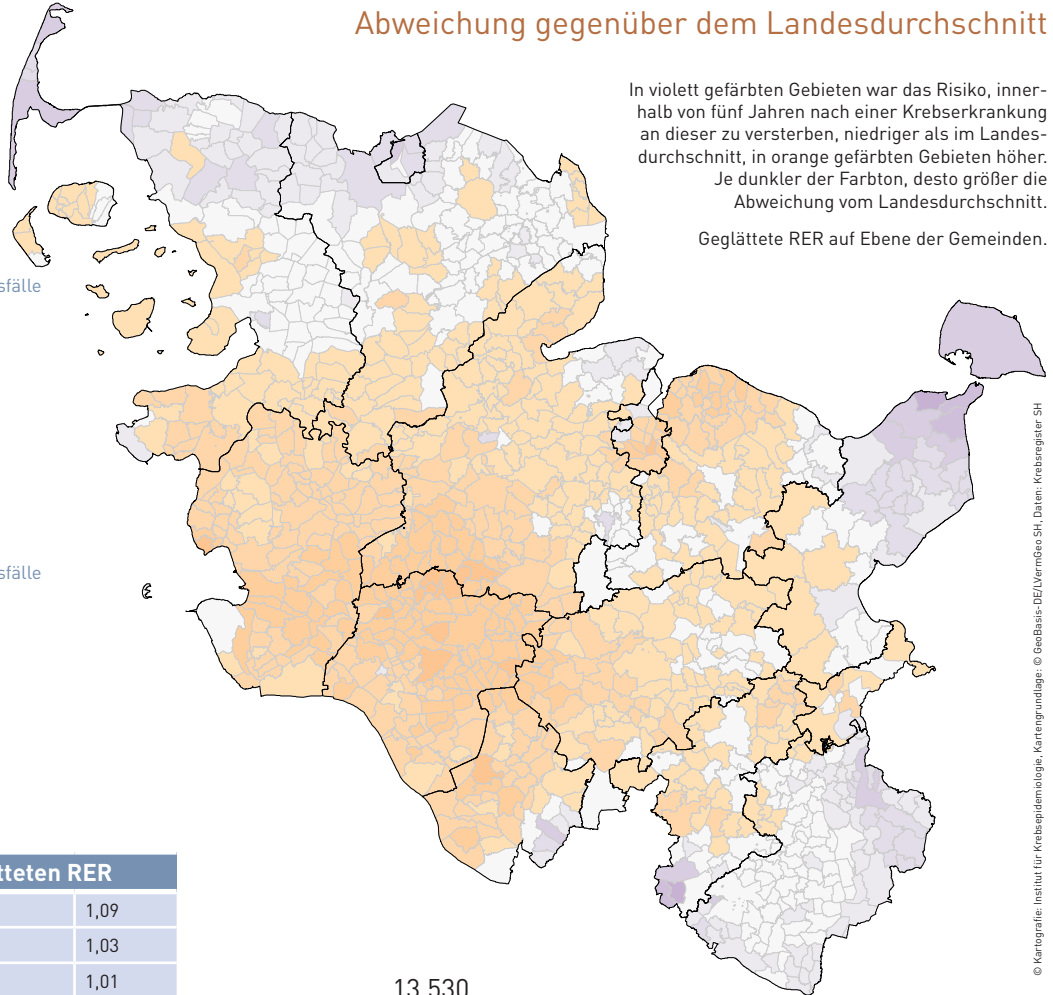 Abweichung gegenüber dem Landesdurchschnitt
In violett gefärbten Gebieten war das Risiko, inner-
halb von fünf Jahren nach einer Krebserkrankung
an dieser zu versterben, niedriger als im Landes-
durchschnitt, in orange gefärbten Gebieten höher.
Je dunkler der Farbton, desto größer die
Abweichung vom Landesdurchschnitt.
Geglättete RER auf Ebene der Gemeinden.
sfälle
sfälle
© Kartografie: Institut für Krebsepidemiologie, Kartengrundlage: © GeoBasis-DE/LVermGeo SH, Daten: Krebsregister SH
tteten RER
1,09
1,03
1,01
13 530